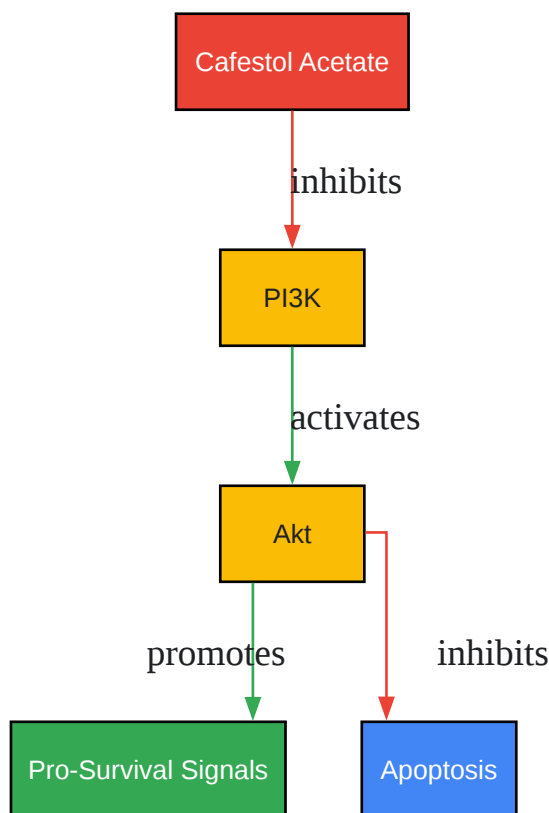 Cafestol Acetate
inhibits
PI3K
activates
Akt
promotes
inhibits
Pro-Survival Signals
Apoptosis